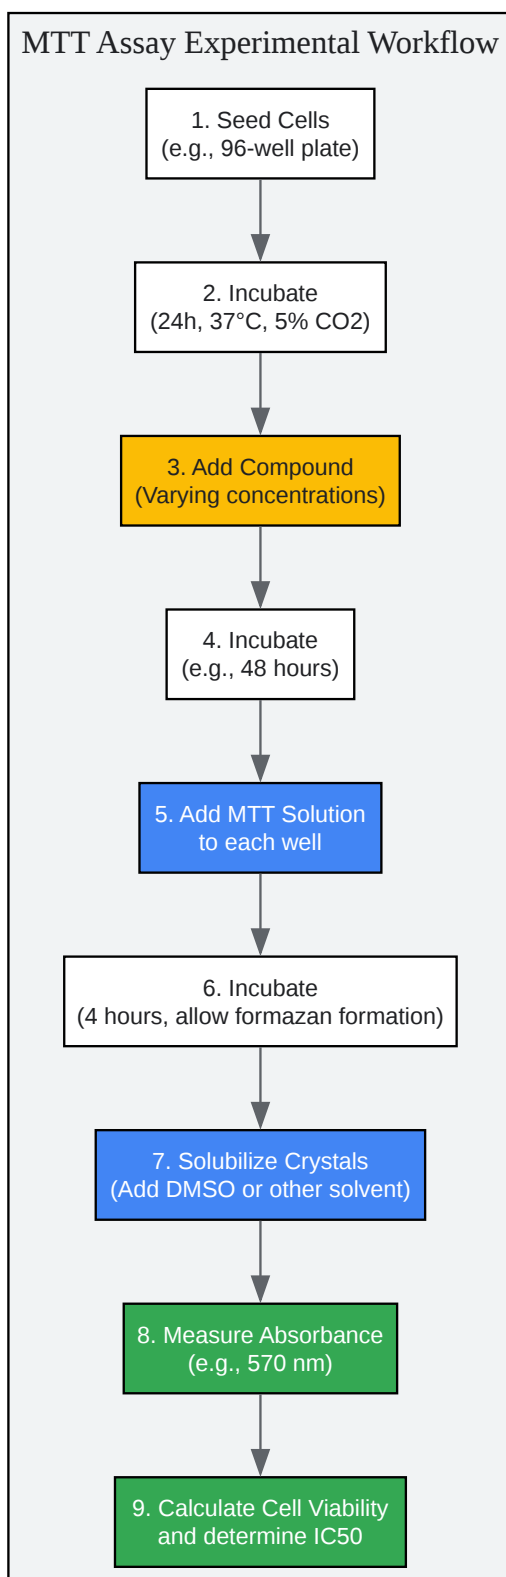 MTT Assay Experimental Workflow
1. Seed Cells
(e.g., 96-well plate)
2. Incubate
(24h, 37°C, 5% CO2)
3. Add Compound
(Varying concentrations)
4. Incubate
(e.g., 48 hours)
5. Add MTT Solution
to each well
6. Incubate
(4 hours, allow formazan formation)
7. Solubilize Crystals
(Add DMSO or other solvent)
8. Measure Absorbance
(e.g., 570 nm)
9. Calculate Cell Viability
and determine IC50